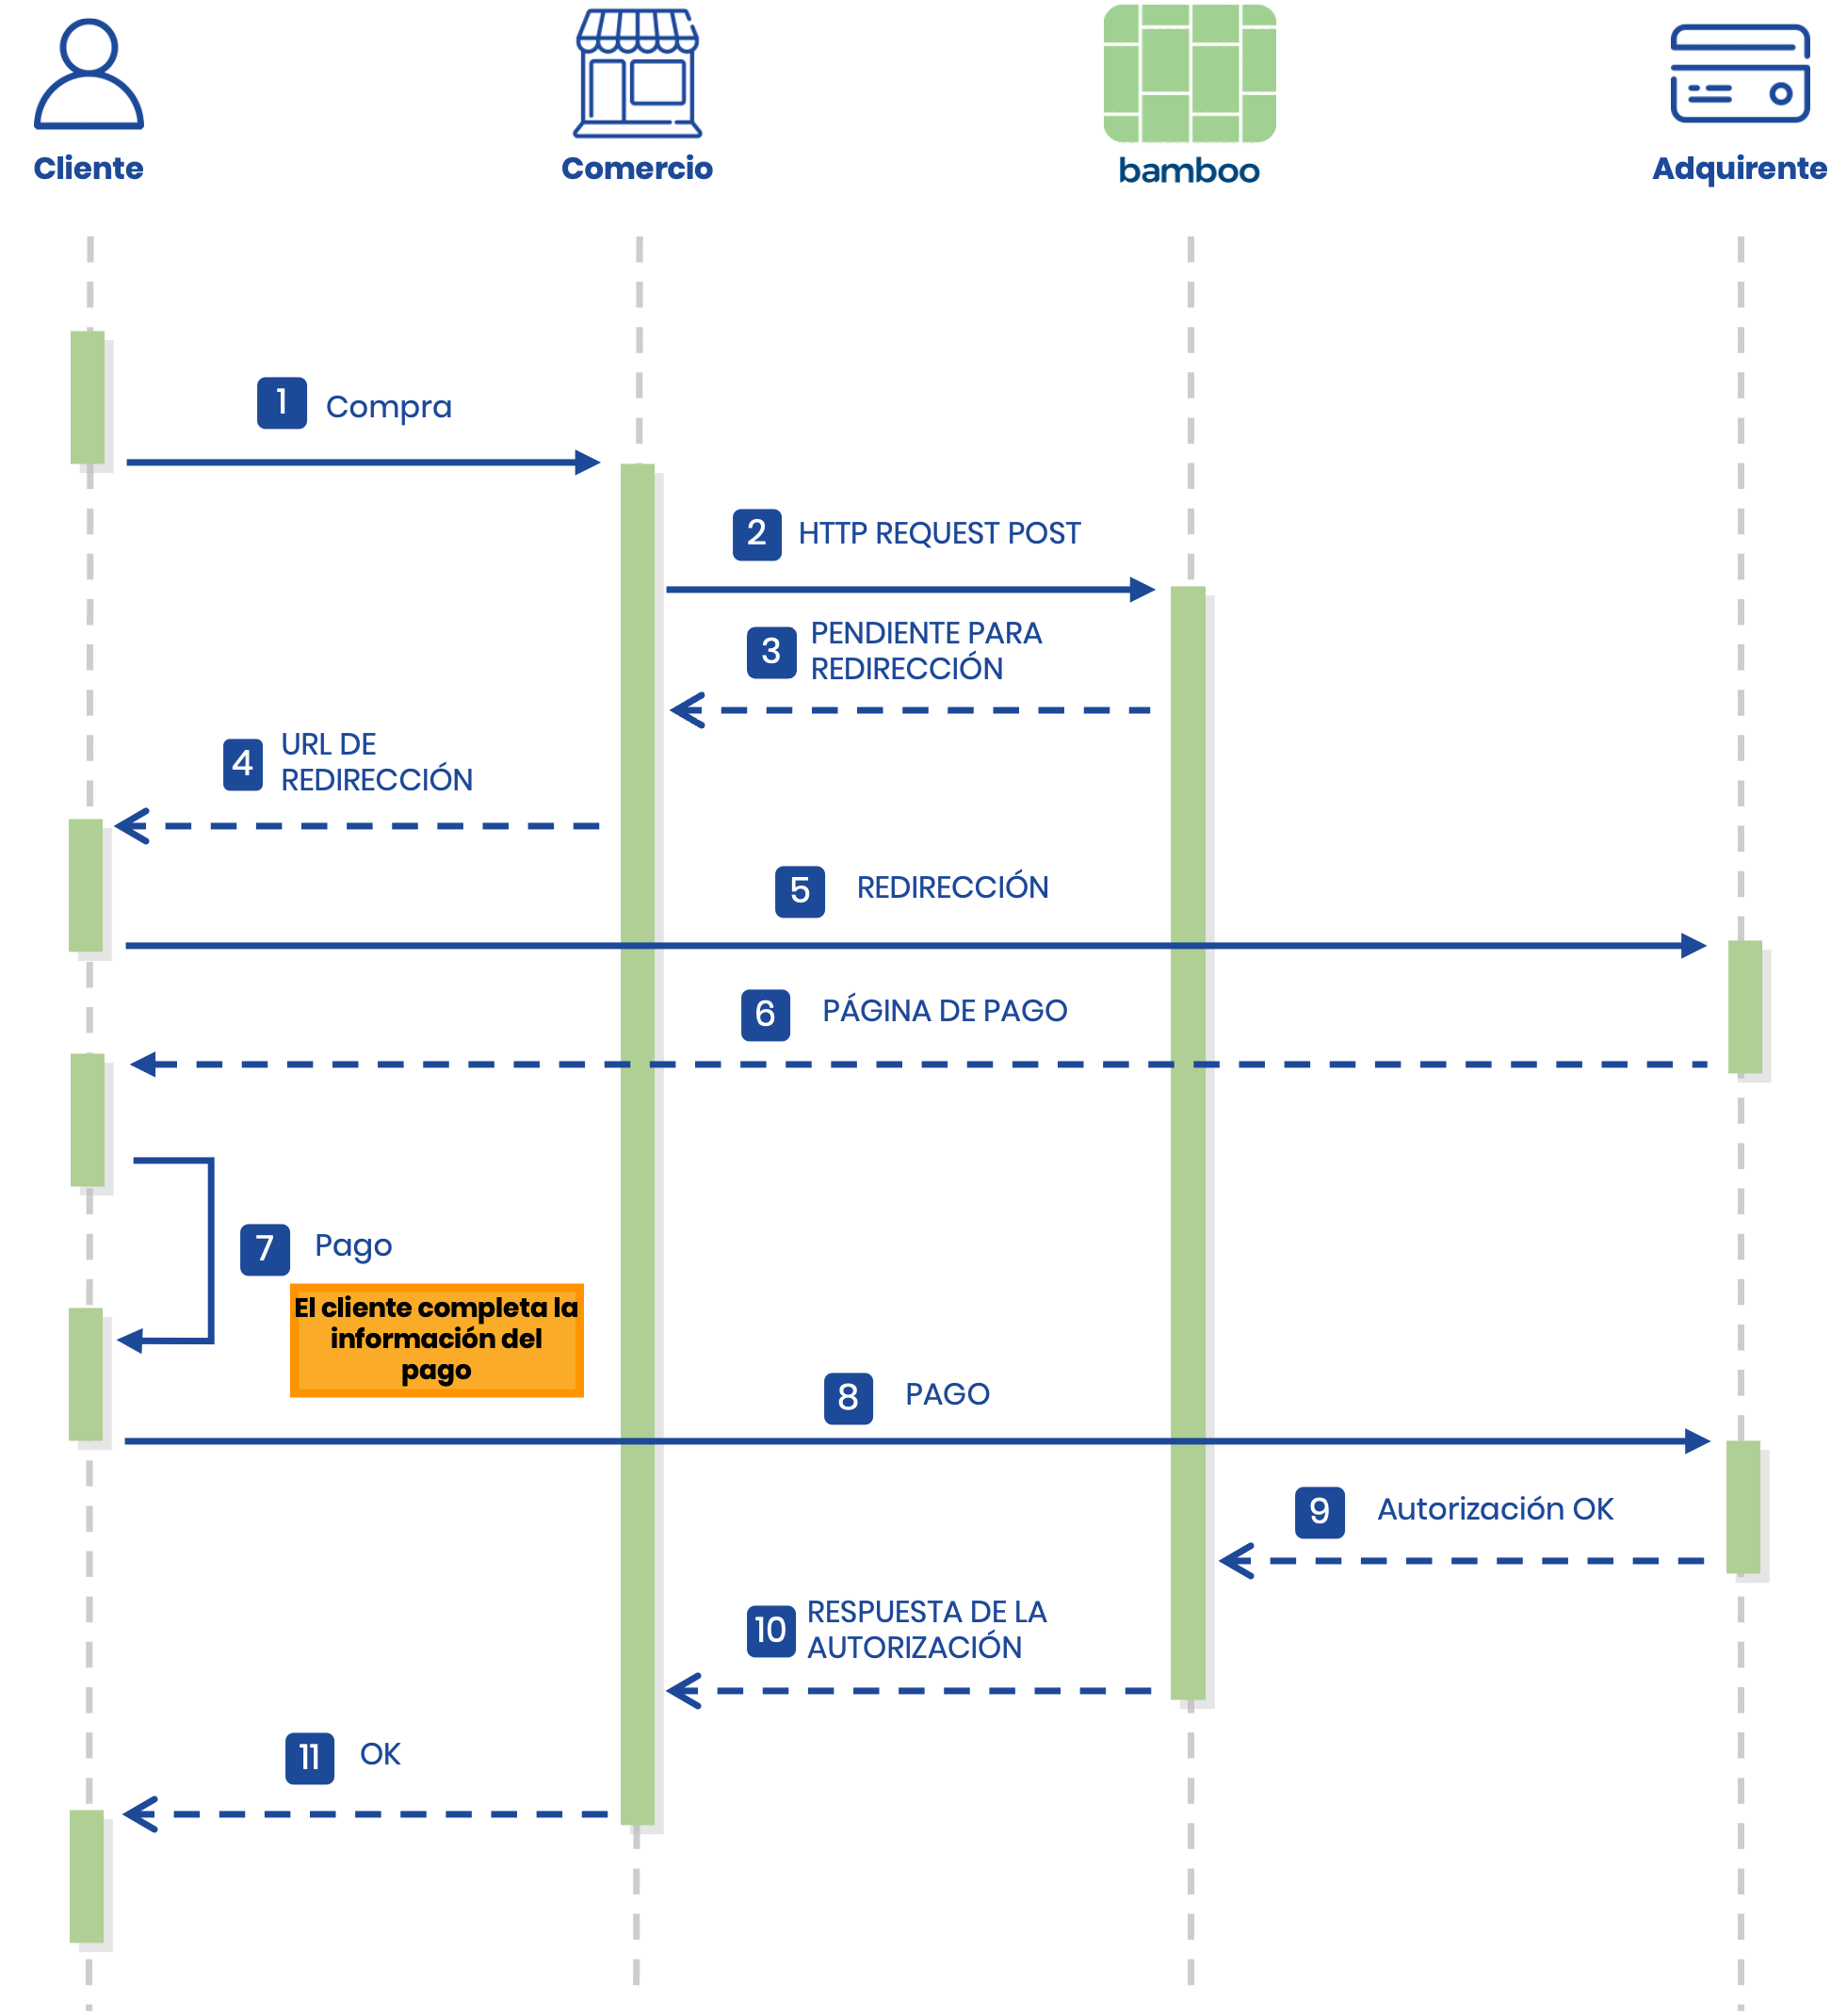 Cliente
Comercio
bamboo
Adquirente
1
Compra
2
HTTP REQUEST POST
3
PENDIENTE PARA
REDIRECCIÓN
4
URL DE
REDIRECCIÓN
5
REDIRECCIÓN
6
PÁGINA DE PAGO
7
Pago
El cliente completa la
información del
pago
8
PAGO
9
Autorización OK
10
RESPUESTA DE LA
AUTORIZACIÓN
11
OK